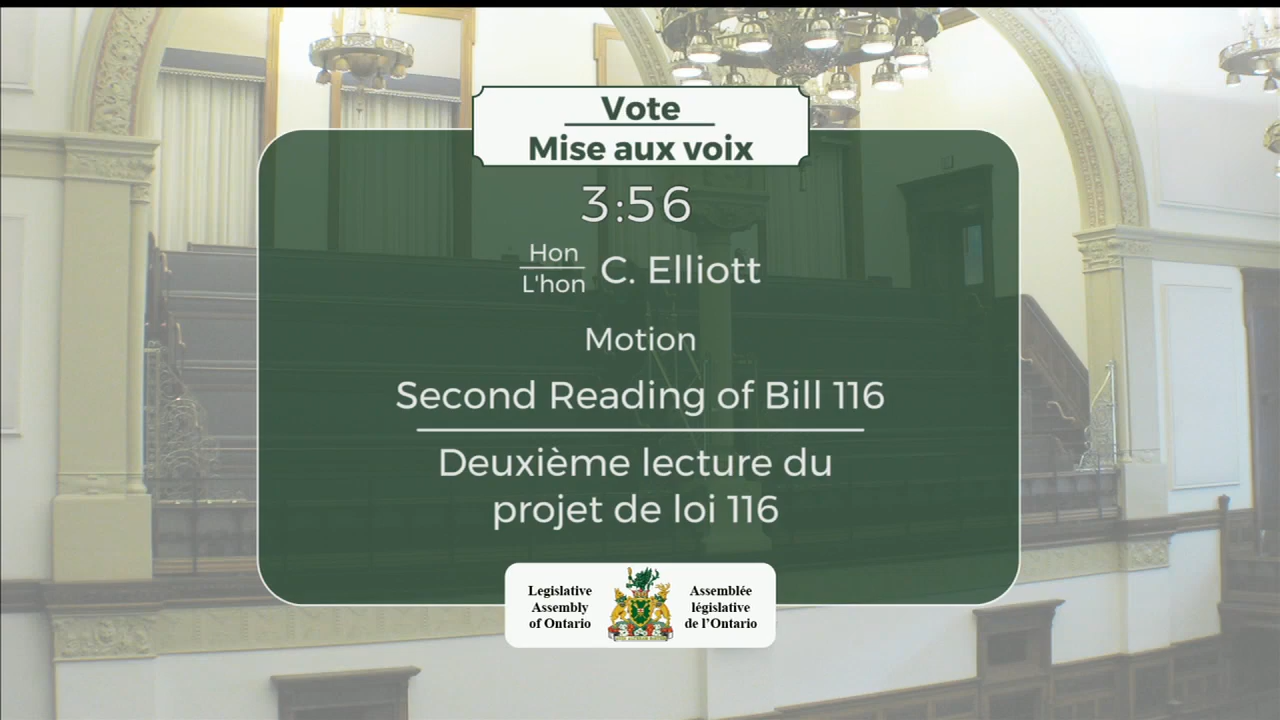 Vote
Mise aux voix
3:56
Hon
L'hon
C. Elliott
Motion
Second Reading of Bill 116
Deuxième lecture du
projet de loi 116
Legislative
Assembly
of Ontario
Assemblée
législative
de l'Ontario